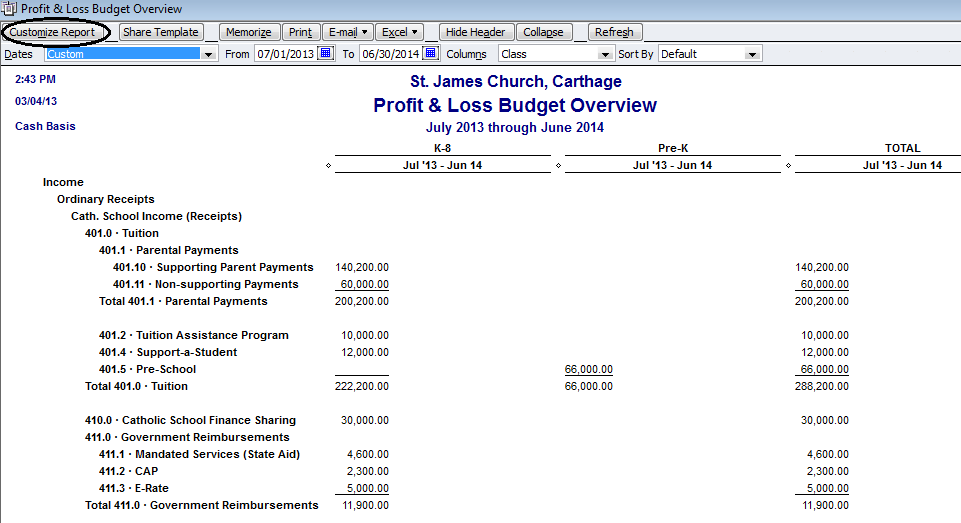 Profit & Loss Budget Overview
Customize Report Share Template Memorize Print E-mail Excel Hide Header Collapse Refresh
Dates Custom From 07/01/2013 To 06/30/2014 Columns Class Sort By Default
2:43 PM
03/04/13
Cash Basis
St. James Church, Carthage
Profit & Loss Budget Overview
July 2013 through June 2014
K-8 Pre-K TOTAL
Jul '13 - Jun 14 Jul '13 - Jun 14 Jul '13 - Jun 14
Income
Ordinary Receipts
Cath. School Income (Receipts)
401.0 · Tuition
401.1 · Parental Payments
401.10 · Supporting Parent Payments 140,200.00 140,200.00
401.11 · Non-supporting Payments 60,000.00 60,000.00
Total 401.1 · Parental Payments 200,200.00 200,200.00
401.2 · Tuition Assistance Program 10,000.00 10,000.00
401.4 · Support-a-Student 12,000.00 12,000.00
401.5 · Pre-School 66,000.00 66,000.00
Total 401.0 · Tuition 222,200.00 66,000.00 288,200.00
410.0 · Catholic School Finance Sharing 30,000.00 30,000.00
411.0 · Government Reimbursements
411.1 · Mandated Services (State Aid) 4,600.00 4,600.00
411.2 · CAP 2,300.00 2,300.00
411.3 · E-Rate 5,000.00 5,000.00
Total 411.0 · Government Reimbursements 11,900.00 11,900.00